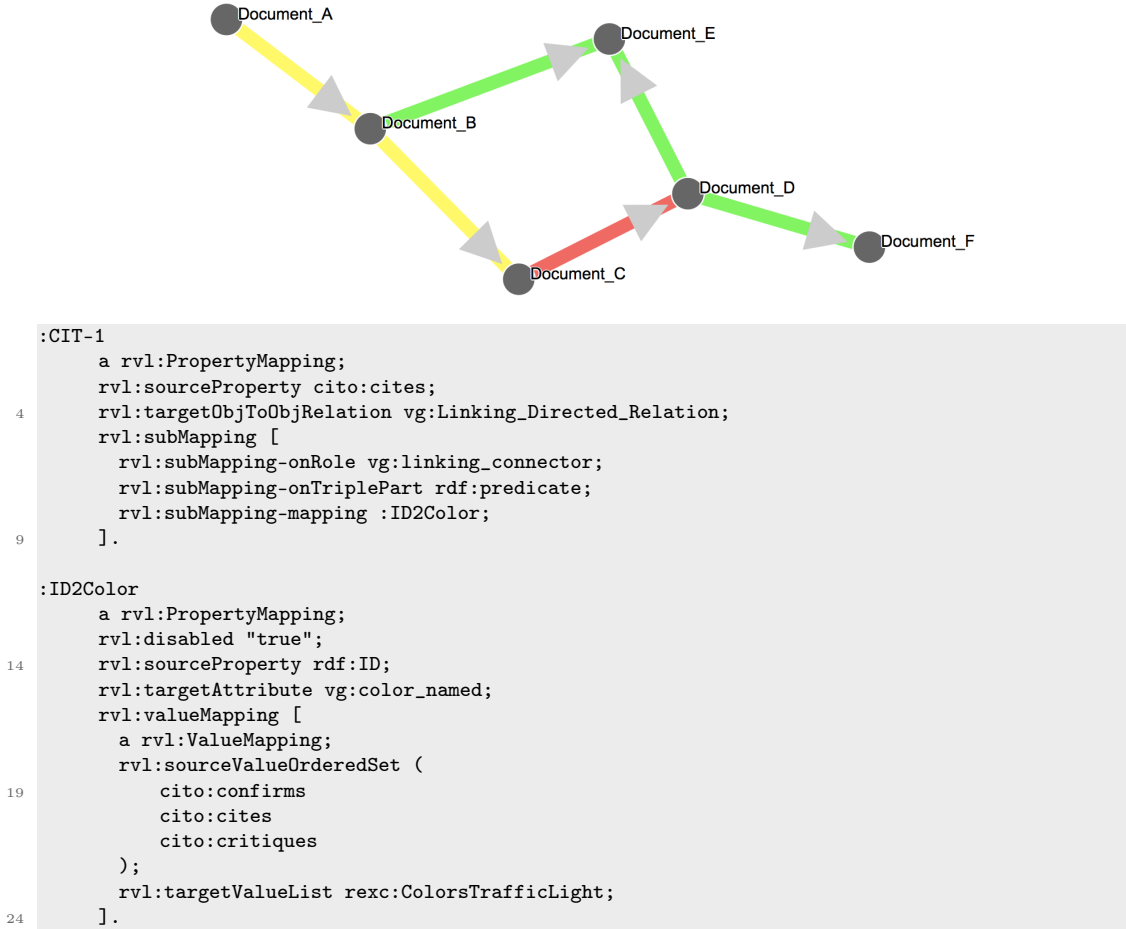 Document_A
Document_E
Document_B
Document_D
Document_F
Document_C
:CIT-1
a rvl:PropertyMapping;
rvl:sourceProperty cito:cites;
4 rvl:targetObjToObjRelation vg:Linking_Directed_Relation;
rvl:subMapping [
rvl:subMapping-onRole vg:linking_connector;
rvl:subMapping-onTriplePart rdf:predicate;
rvl:subMapping-mapping :ID2Color;
9 ].
:ID2Color
a rvl:PropertyMapping;
rvl:disabled "true";
14 rvl:sourceProperty rdf:ID;
rvl:targetAttribute vg:color_named;
rvl:valueMapping [
a rvl:ValueMapping;
rvl:sourceValueOrderedSet (
19 cito:confirms
cito:cites
cito:critiques
);
rvl:targetValueList rexc:ColorsTrafficLight;
24 ].